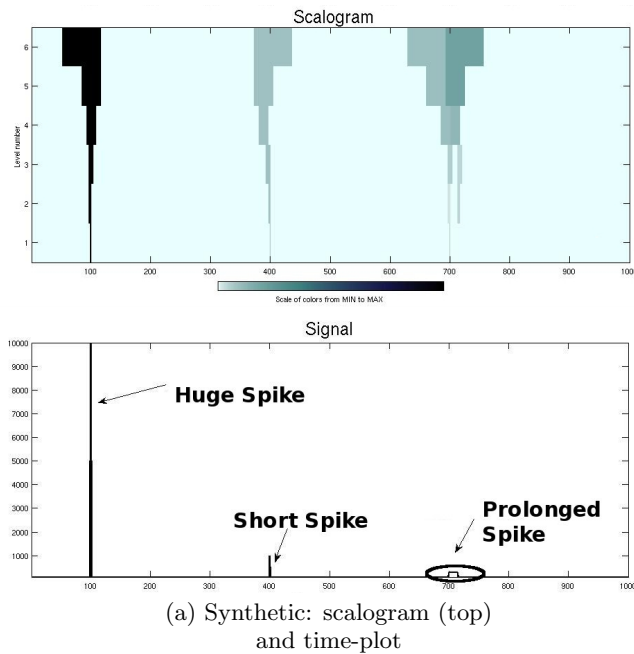 Scalogram
Level number
6
5
4
3
2
1
100 200 300 400 500 600 700 800 900 100
Scale of colors from MIN to MAX
Signal
10000
9000
8000
7000
6000
5000
4000
3000
2000
1000
Huge Spike
Short Spike
Prolonged
Spike
100 200 300 400 500 600 700 800 900 1000
(a) Synthetic: scalogram (top)
and time-plot